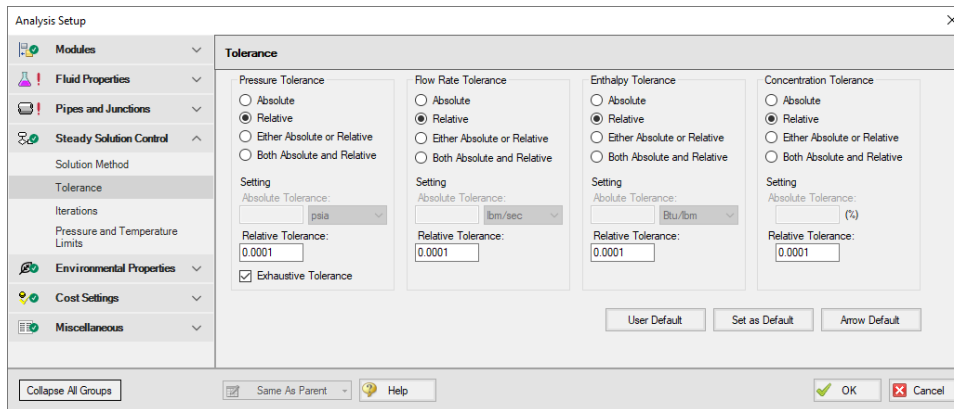 Analysis Setup
Modules
Fluid Properties
Pipes and Junctions
Steady Solution Control
Solution Method
Tolerance
Iterations
Pressure and Temperature
Limits
Environmental Properties
Cost Settings
Miscellaneous
Collapse All Groups
Tolerance
Pressure Tolerance
Absolute
Relative
Either Absolute or Relative
Both Absolute and Relative
Setting
Absolute Tolerance:
psia
Relative Tolerance:
0.0001
Exhaustive Tolerance
Flow Rate Tolerance
Absolute
Relative
Either Absolute or Relative
Both Absolute and Relative
Setting
Absolute Tolerance:
lbm/sec
Relative Tolerance:
0.0001
Enthalpy Tolerance
Absolute
Relative
Either Absolute or Relative
Both Absolute and Relative
Setting
Abolute Tolerance:
Btu/lbm
Relative Tolerance:
0.0001
Concentration Tolerance
Absolute
Relative
Either Absolute or Relative
Both Absolute and Relative
Setting
Absolute Tolerance:
(%)
Relative Tolerance:
0.0001
User Default
Set as Default
Arrow Default
Same As Parent
Help
OK
Cancel